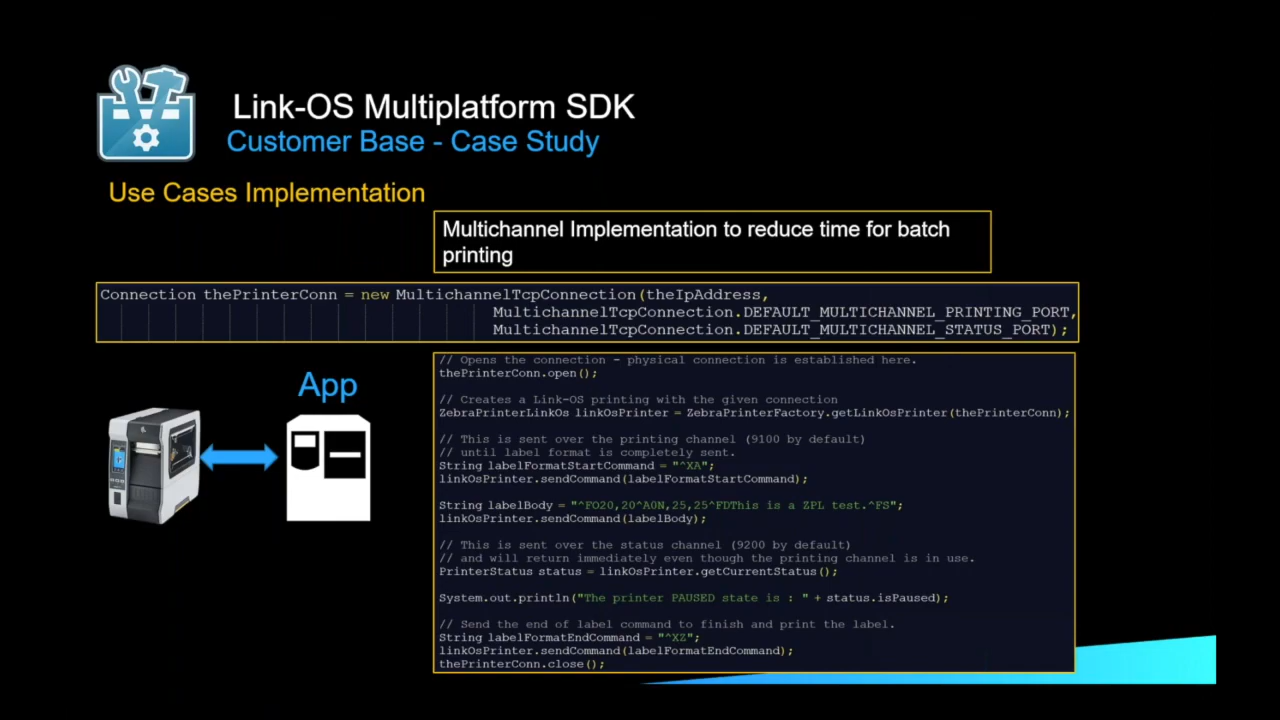 Link-OS Multiplatform SDK
Customer Base - Case Study
Use Cases Implementation
Multichannel Implementation to reduce time for batch
printing
Connection thePrinterConn = new MultichannelTcpConnection(theIpAddress,
MultichannelTcpConnection.DEFAULT_MULTICHANNEL_PRINTING_PORT,
MultichannelTcpConnection.DEFAULT_MULTICHANNEL_STATUS_PORT);
App
// Opens the connection - physical connection is established here.
thePrinterConn.open();
// Creates a Link-OS printing with the given connection
ZebraPrinterLinkOs linkOsPrinter = ZebraPrinterFactory.getLinkOsPrinter(thePrinterConn);
// This is sent over the printing channel (9100 by default)
// until label format is completely sent.
String labelFormatStartCommand = "^XA";
linkOsPrinter.sendCommand(labelFormatStartCommand);
String labelBody = "^FO20,20^A0N,25,25^FDThis is a ZPL test.^FS";
linkOsPrinter.sendCommand(labelBody);
// This is sent over the status channel (9200 by default)
// and will return immediately even though the printing channel is in use.
PrinterStatus status = linkOsPrinter.getCurrentStatus();
System.out.println("The printer PAUSED state is : " + status.isPaused);
// Send the end of label command to finish and print the label.
String labelFormatEndCommand = "^XZ";
linkOsPrinter.sendCommand(labelFormatEndCommand);
thePrinterConn.close();